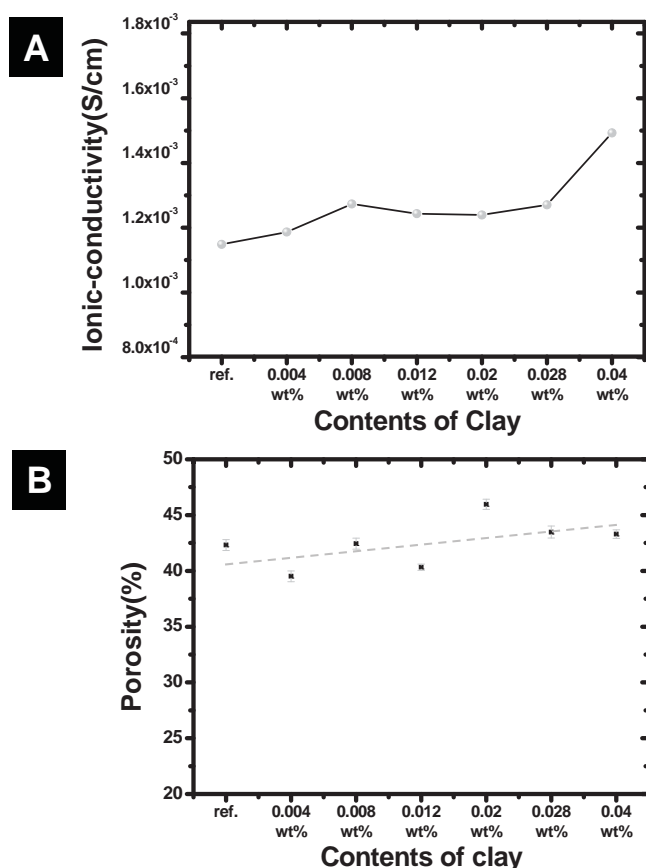 A
Ionic-conductivity(S/cm)
1.8x10⁻³
1.6x10⁻³
1.4x10⁻³
1.2x10⁻³
1.0x10⁻³
8.0x10⁻⁴
ref. 0.004 0.008 0.012 0.02 0.028 0.04
wt% wt% wt% wt% wt% wt%
Contents of Clay
B
Porosity(%)
50
45
40
35
30
25
20
ref. 0.004 0.008 0.012 0.02 0.028 0.04
wt% wt% wt% wt% wt% wt%
Contents of clay